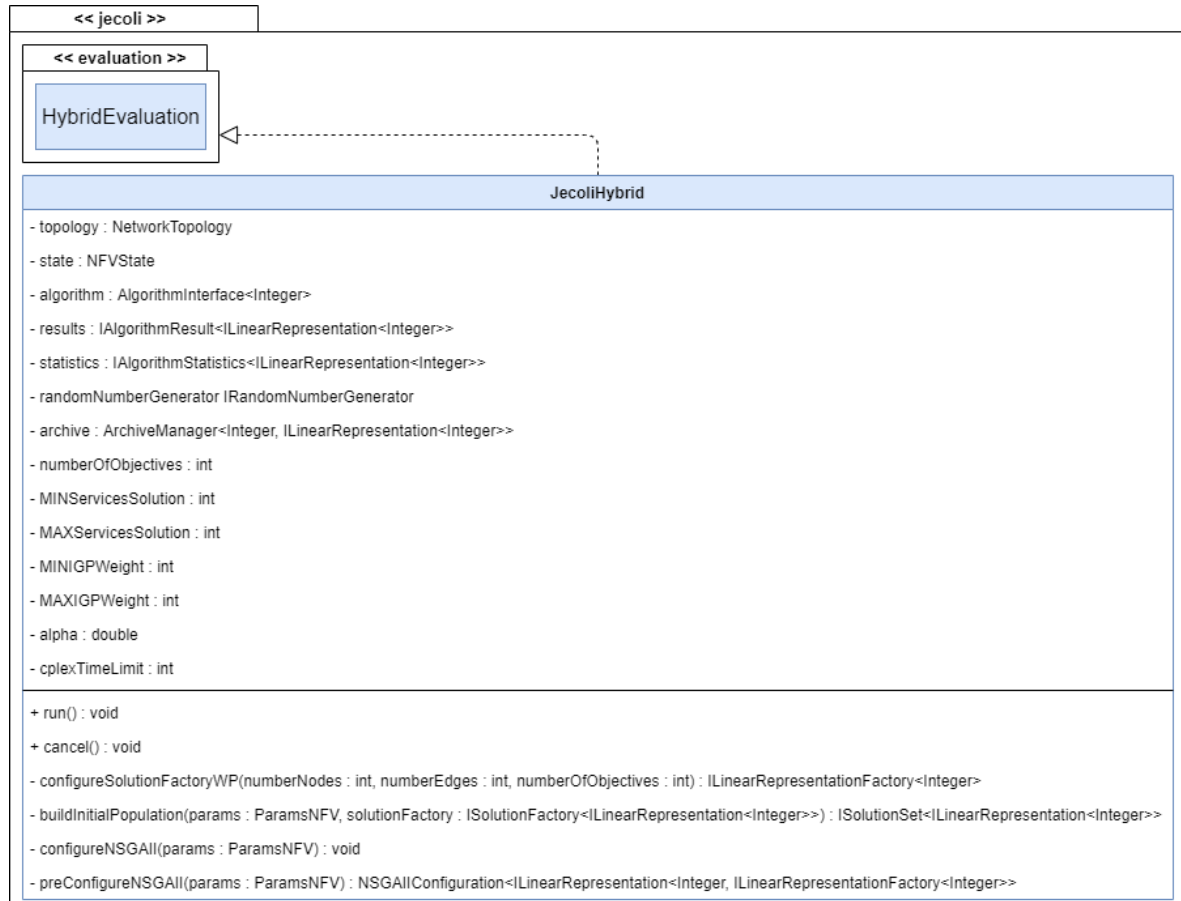 << jecoli >>
<< evaluation >>
HybridEvaluation
JecoliHybrid
- topology : NetworkTopology
- state : NFVState
- algorithm : AlgorithmInterface<Integer>
- results : IAlgorithmResult<ILinearRepresentation<Integer>>
- statistics : IAlgorithmStatistics<ILinearRepresentation<Integer>>
- randomNumberGenerator IRandomNumberGenerator
- archive : ArchiveManager<Integer, ILinearRepresentation<Integer>>
- numberOfObjectives : int
- MINServicesSolution : int
- MAXServicesSolution : int
- MINIGPWeight : int
- MAXIGPWeight : int
- alpha : double
- cplexTimeLimit : int
+ run() : void
+ cancel() : void
- configureSolutionFactoryWP(numberNodes : int, numberEdges : int, numberOfObjectives : int) : ILinearRepresentationFactory<Integer>
- buildInitialPopulation(params : ParamsNFV, solutionFactory : ISolutionFactory<ILinearRepresentation<Integer>>) : ISolutionSet<ILinearRepresentation<Integer>>
- configureNSGAII(params : ParamsNFV) : void
- preConfigureNSGAII(params : ParamsNFV) : NSGAIIConfiguration<ILinearRepresentation<Integer, ILinearRepresentationFactory<Integer>>